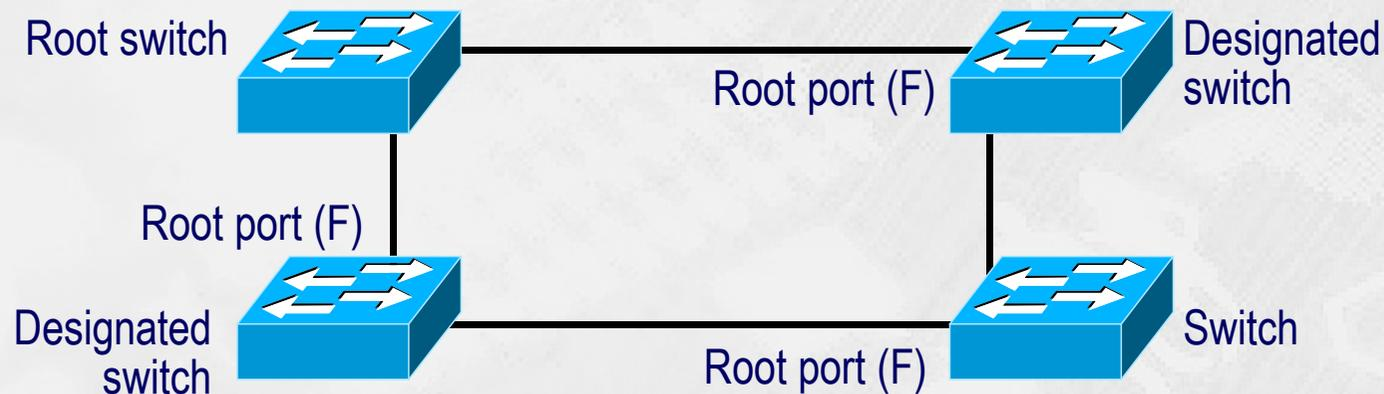 Root switch
Designated
switch
Root port (F)
Root port (F)
Designated
switch
Switch
Root port (F)